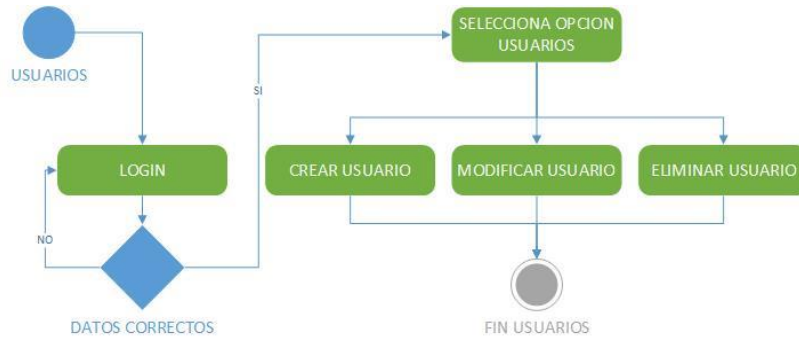 USUARIOS
LOGIN
NO
DATOS CORRECTOS
SI
SELECCIONA OPCION
USUARIOS
CREAR USUARIO
MODIFICAR USUARIO
ELIMINAR USUARIO
FIN USUARIOS